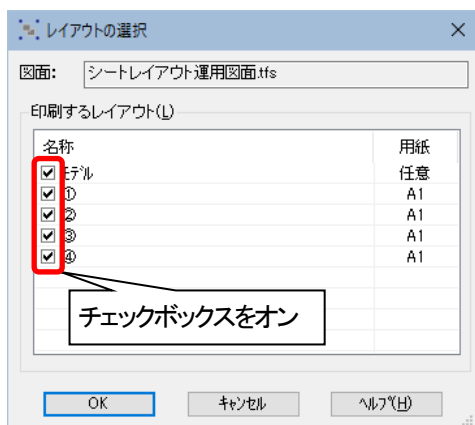 レイアウトの選択
図面: シートレイアウト運用図面.tfs
印刷するレイアウト(L)
名称 用紙
モデル 任意
① A1
② A1
③ A1
④ A1
チェックボックスをオン
OK キャンセル ヘルプ(H)